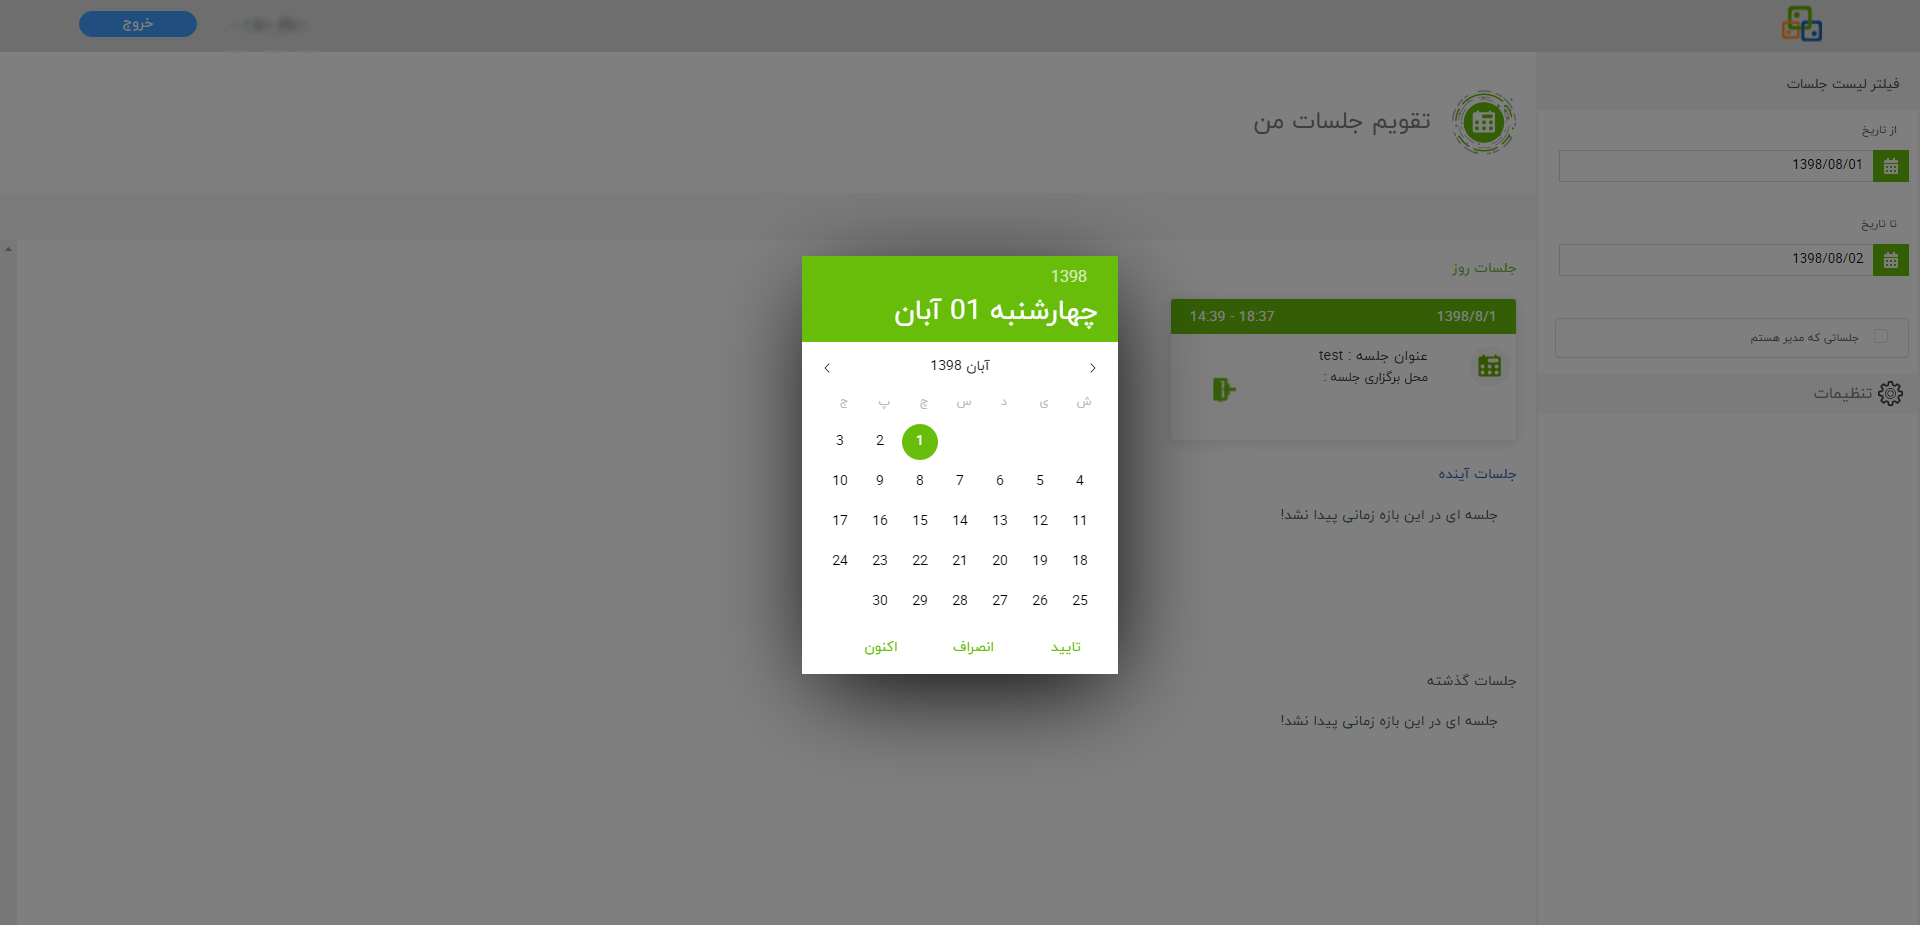 خروج
فیلتر لیست جلسات
از تاریخ
1398/08/01
تا تاریخ
1398/08/02
جلساتی که مدیر هستم
تنظیمات
تقویم جلسات من
جلسات روز
1398/8/1
14:39 - 18:37
عنوان جلسه : test
محل برگزاری جلسه :
جلسات آینده
جلسه ای در این بازه زمانی پیدا نشد!
جلسات گذشته
جلسه ای در این بازه زمانی پیدا نشد!
1398
چهارشنبه 01 آبان
آبان 1398
ش ی د س چ پ ج
1 2 3
4 5 6 7 8 9 10
11 12 13 14 15 16 17
18 19 20 21 22 23 24
25 26 27 28 29 30
تایید انصراف اکنون